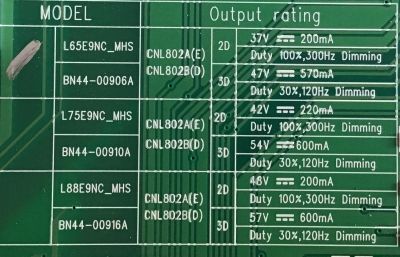 MODEL Output rating
L65E9NC_MHS CNL802A(E) 2D 37V ⎓ 200mA
Duty 100%,300Hz Dimming
BN44-00906A CNL802B(D) 3D 47V ⎓ 570mA
Duty 30%,120Hz Dimming
L75E9NC_MHS CNL802A(E) 2D 42V ⎓ 220mA
Duty 100%,300Hz Dimming
BN44-00910A CNL802B(D) 3D 54V ⎓ 600mA
Duty 30%,120Hz Dimming
L88E9NC_MHS CNL802A(E) 2D 48V ⎓ 200mA
Duty 100%,300Hz Dimming
BN44-00916A CNL802B(D) 3D 57V ⎓ 600mA
Duty 30%,120Hz Dimming